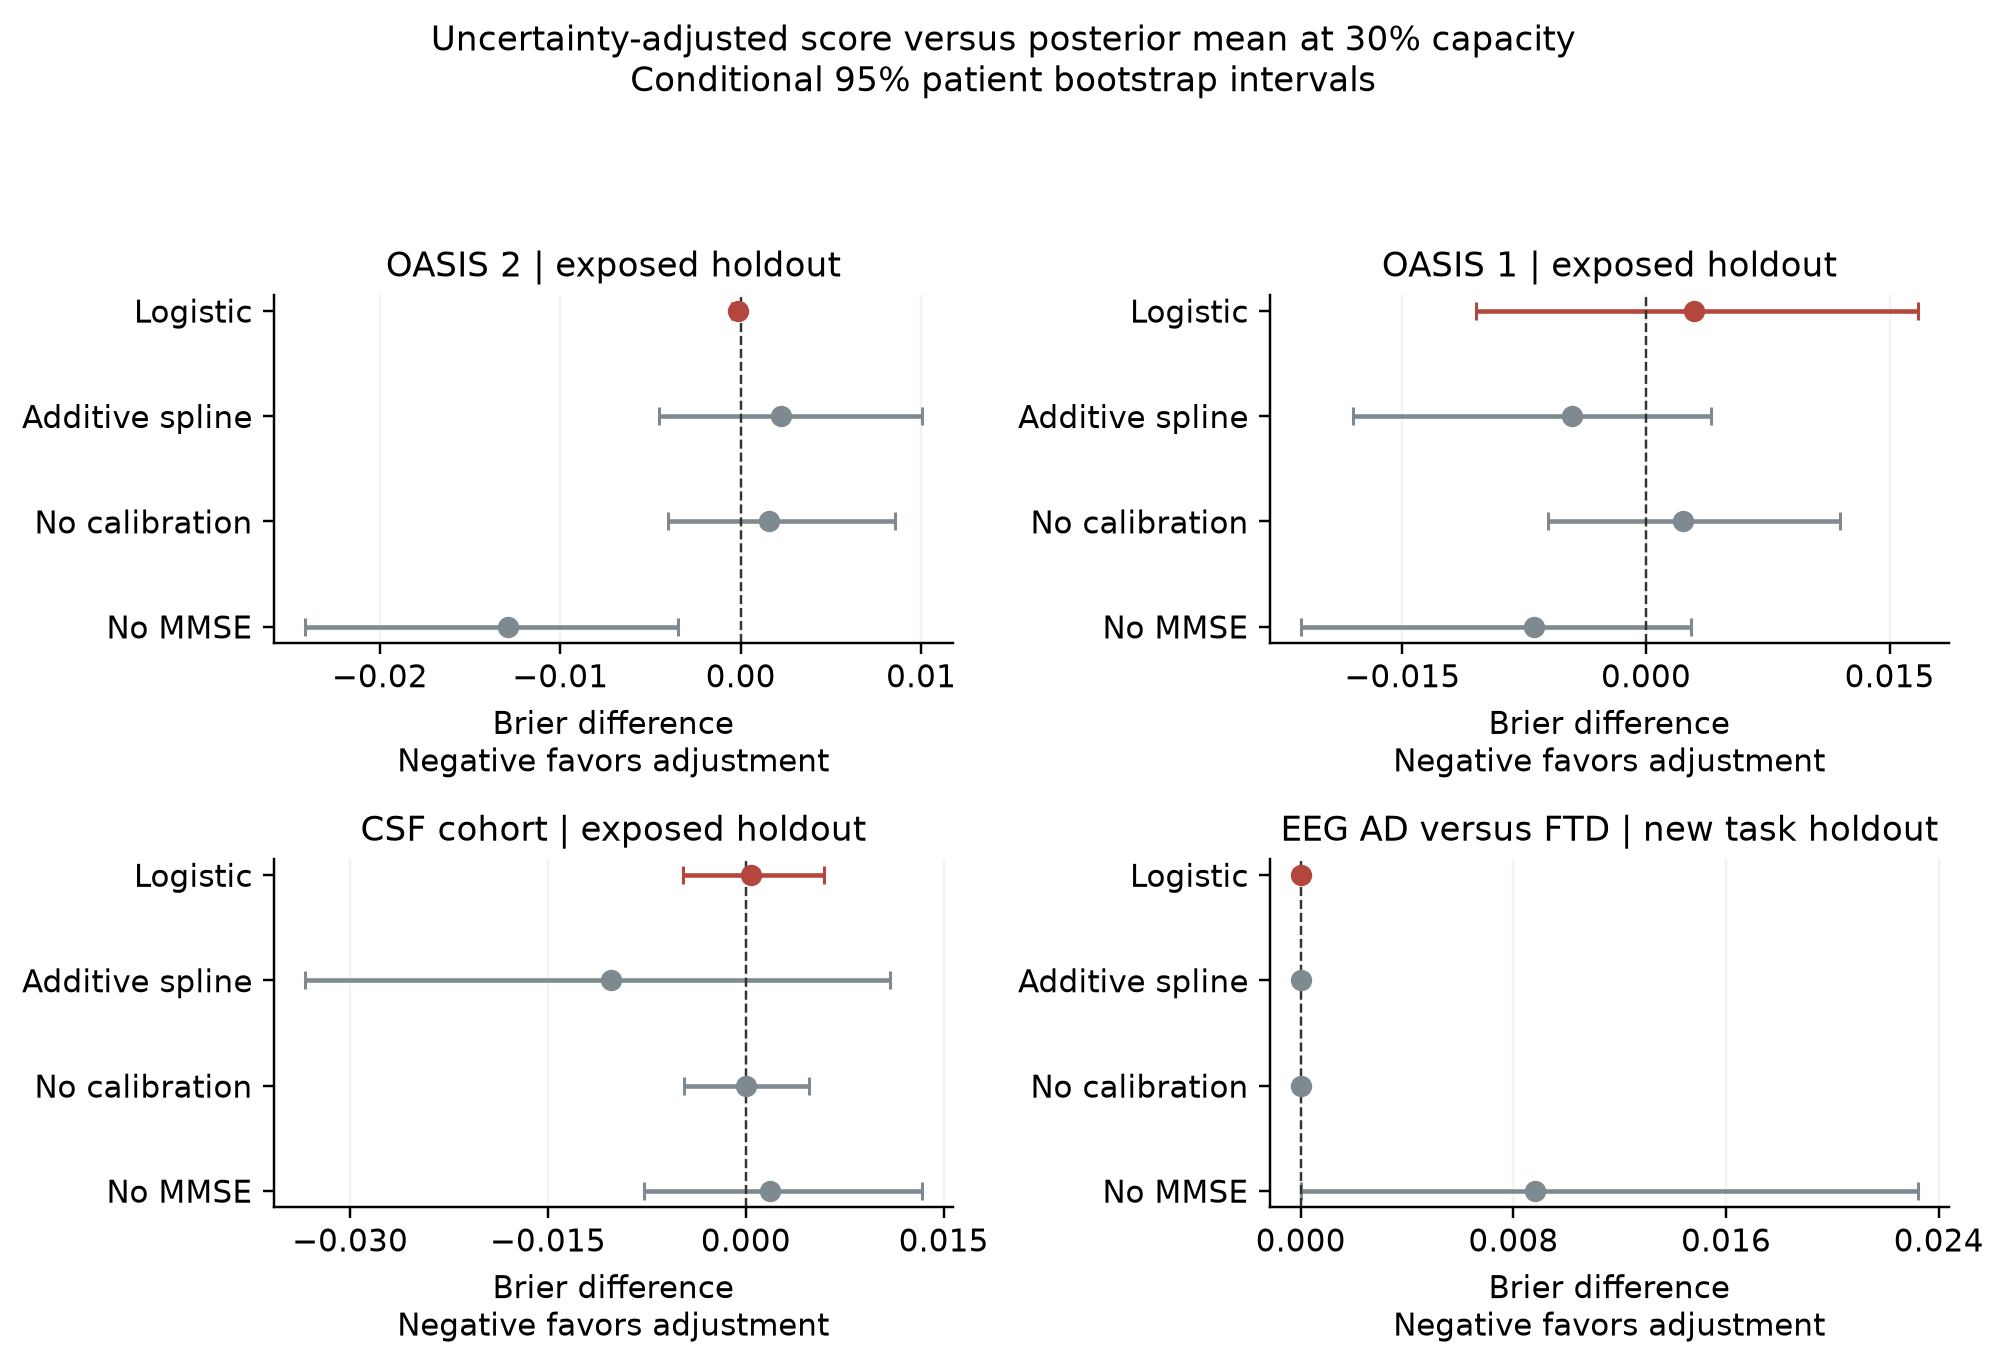 Uncertainty-adjusted score versus posterior mean at 30% capacity
Conditional 95% patient bootstrap intervals
OASIS 2 | exposed holdout
Logistic
Additive spline
No calibration
No MMSE
−0.02 −0.01 0.00 0.01
Brier difference
Negative favors adjustment
OASIS 1 | exposed holdout
Logistic
Additive spline
No calibration
No MMSE
−0.015 0.000 0.015
Brier difference
Negative favors adjustment
CSF cohort | exposed holdout
Logistic
Additive spline
No calibration
No MMSE
−0.030 −0.015 0.000 0.015
Brier difference
Negative favors adjustment
EEG AD versus FTD | new task holdout
Logistic
Additive spline
No calibration
No MMSE
0.000 0.008 0.016 0.024
Brier difference
Negative favors adjustment